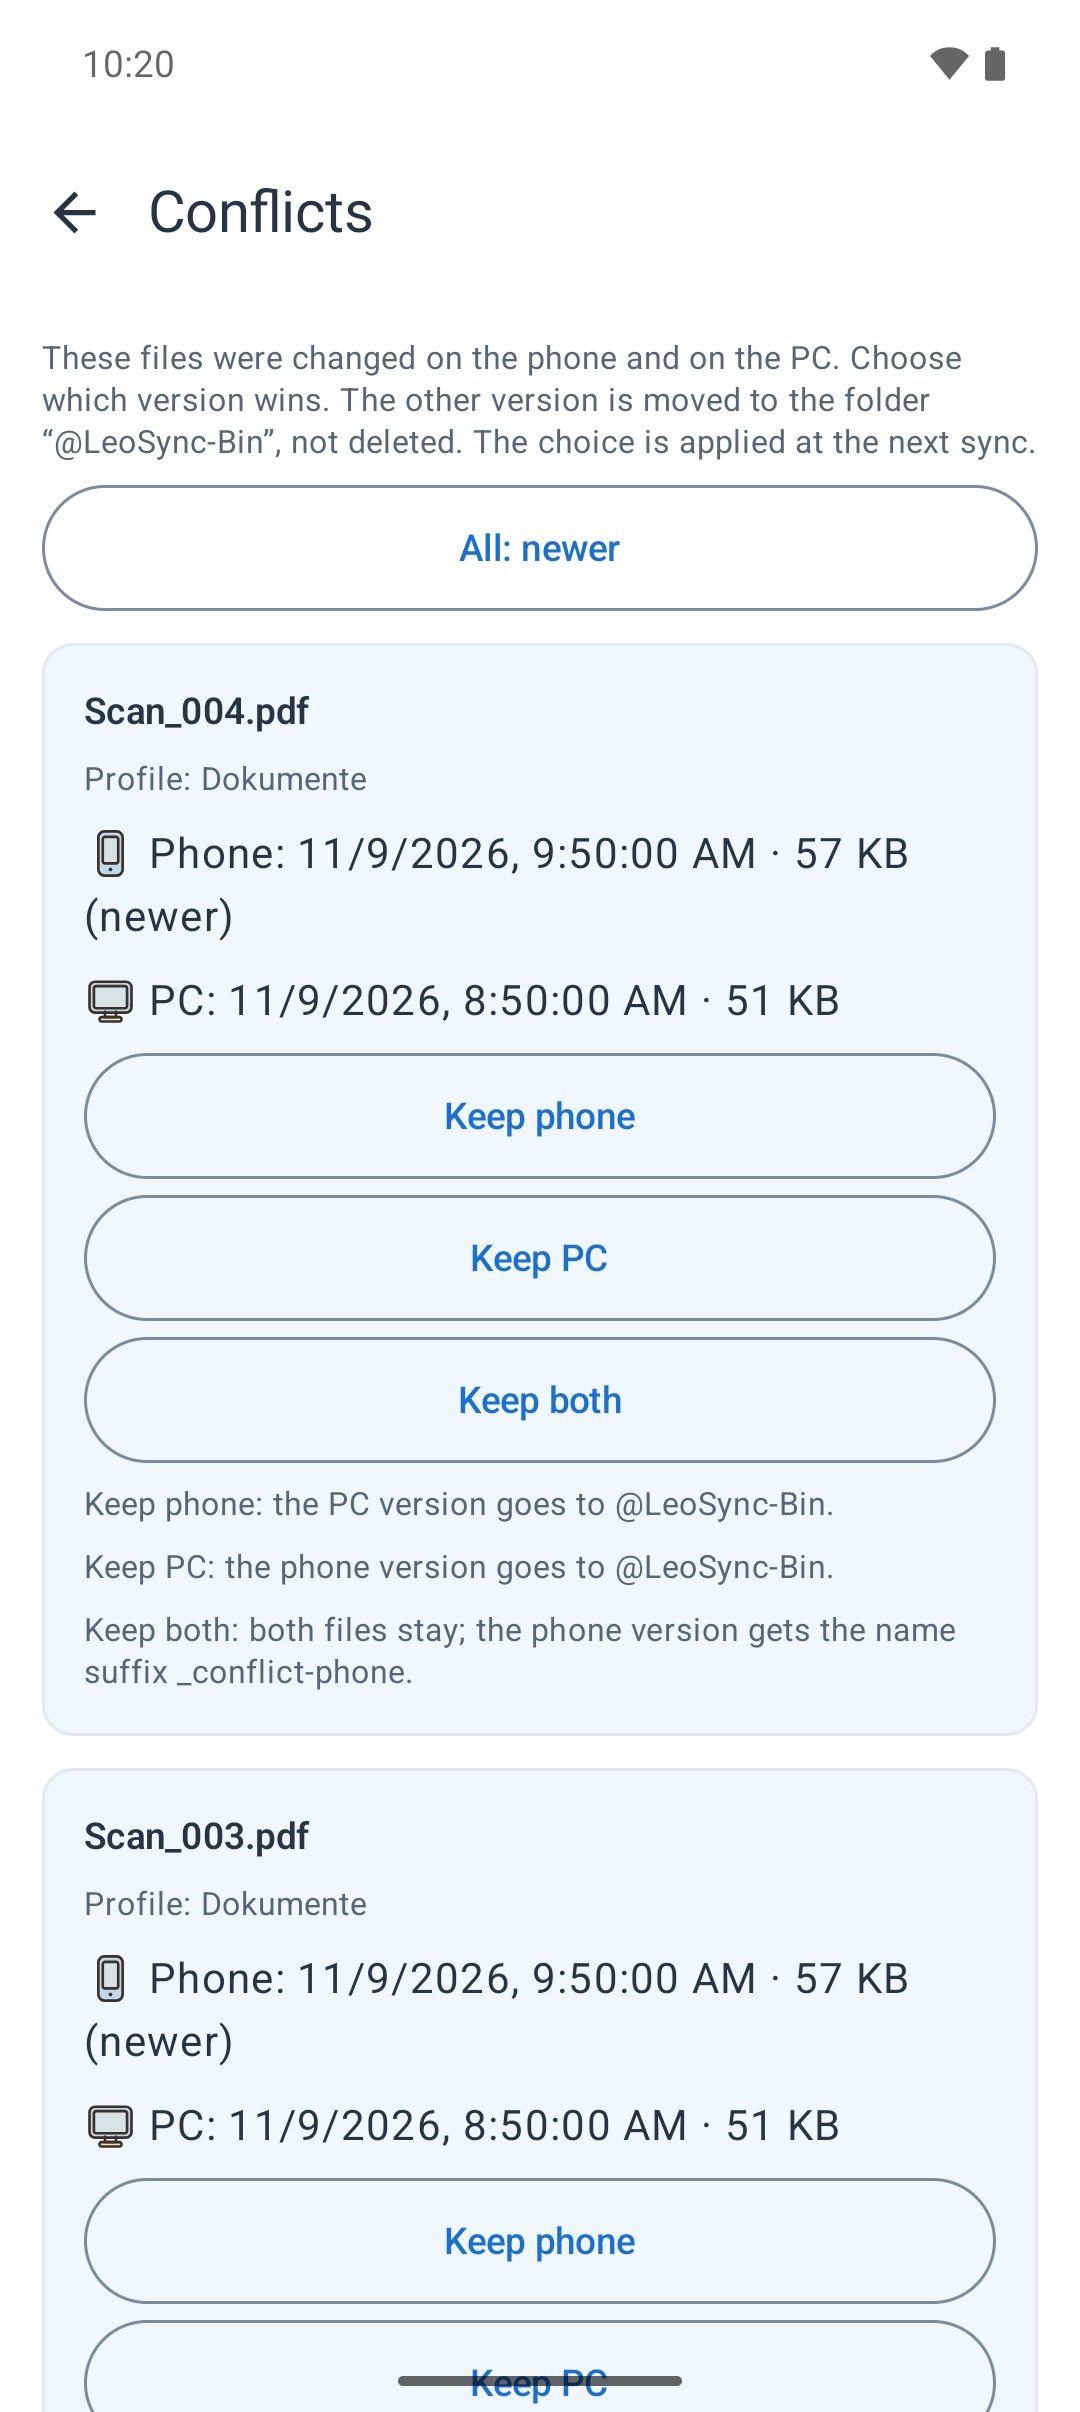 10:20
Conflicts
These files were changed on the phone and on the PC. Choose
which version wins. The other version is moved to the folder
“@LeoSync-Bin”, not deleted. The choice is applied at the next sync.
All: newer
Scan_004.pdf
Profile: Dokumente
Phone: 11/9/2026, 9:50:00 AM · 57 KB
(newer)
PC: 11/9/2026, 8:50:00 AM · 51 KB
Keep phone
Keep PC
Keep both
Keep phone: the PC version goes to @LeoSync-Bin.
Keep PC: the phone version goes to @LeoSync-Bin.
Keep both: both files stay; the phone version gets the name
suffix _conflict-phone.
Scan_003.pdf
Profile: Dokumente
Phone: 11/9/2026, 9:50:00 AM · 57 KB
(newer)
PC: 11/9/2026, 8:50:00 AM · 51 KB
Keep phone
Keep PC